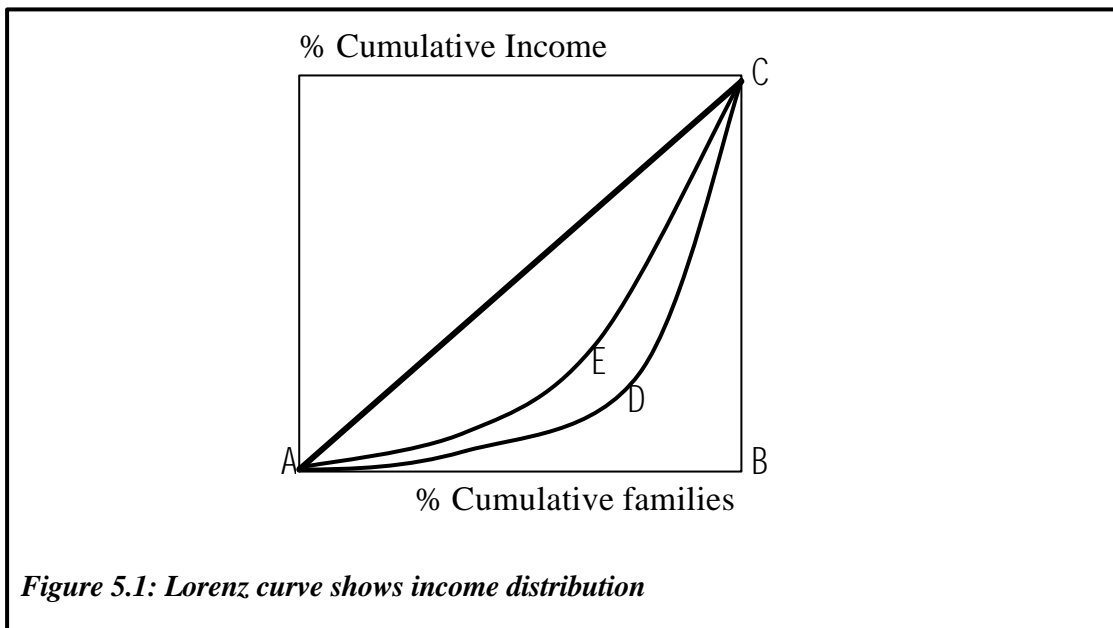 % Cumulative Income
C
E
D
A
B
% Cumulative families
Figure 5.1: Lorenz curve shows income distribution